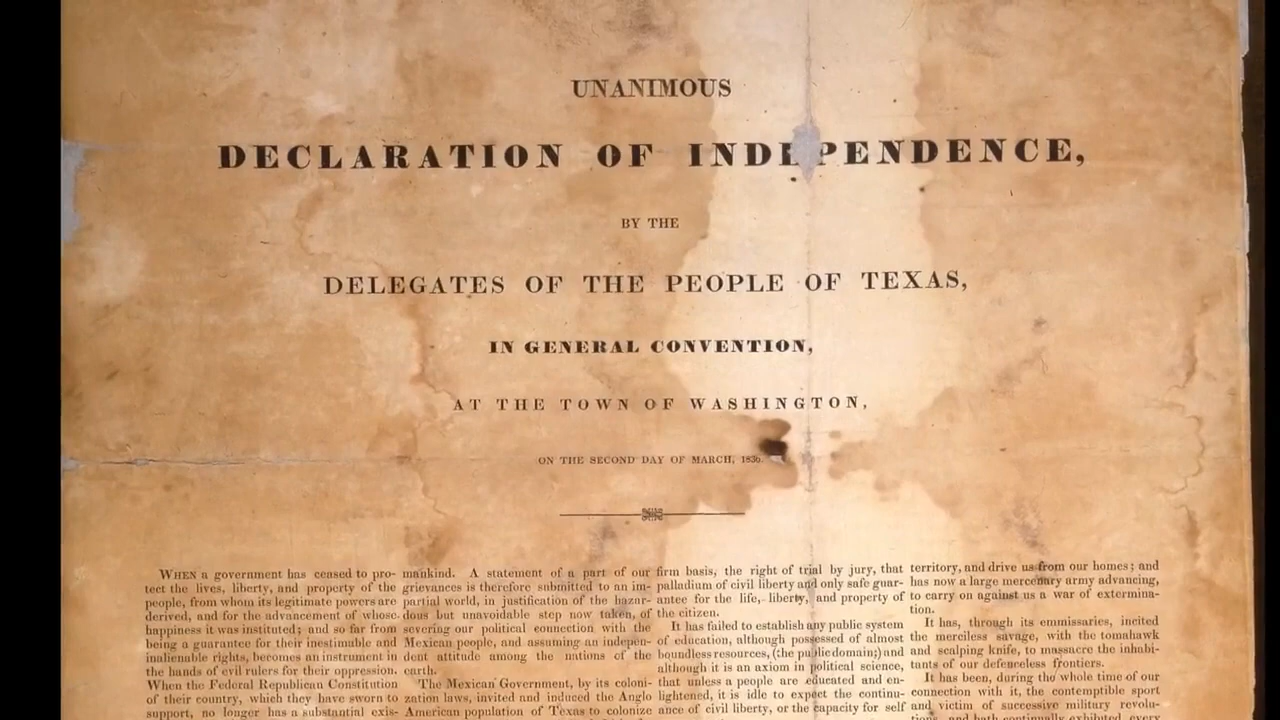 UNANIMOUS
DECLARATION OF INDEPENDENCE,
BY THE
DELEGATES OF THE PEOPLE OF TEXAS,
IN GENERAL CONVENTION,
AT THE TOWN OF WASHINGTON,
ON THE SECOND DAY OF MARCH, 1836.
WHEN a government has ceased to pro-
tect the lives, liberty, and property of the
people, from whom its legitimate powers are
derived, and for the advancement of whose
happiness it was instituted; and so far from
being a guarantee for their inestimable and
inalienable rights, becomes an instrument in
the hands of evil rulers for their oppression.
When the Federal Republican Constitution
of their country, which they have sworn to
support, no longer has a substantial exis-
mankind. A statement of a part of our
grievances is therefore submitted to an im-
partial world, in justification of the hazar-
dous but unavoidable step now taken, of
severing our political connection with the
Mexican people, and assuming an indepen-
dent attitude among the nations of the
earth.
The Mexican Government, by its coloni-
zation laws, invited and induced the Anglo
American population of Texas to colonize
firm basis, the right of trial by jury, that
palladium of civil liberty and only safe guar-
antee for the life, liberty, and property of
the citizen.
It has failed to establish any public system
of education, although possessed of almost
boundless resources, (the public domain;) and
although it is an axiom in political science,
that unless a people are educated and en-
lightened, it is idle to expect the continu-
ance of civil liberty, or the capacity for self
territory, and drive us from our homes; and
has now a large mercenary army advancing,
to carry on against us a war of extermina-
tion.
It has, through its emissaries, incited
the merciless savage, with the tomahawk
and scalping knife, to massacre the inhabi-
tants of our defenceless frontiers.
It has been, during the whole time of our
connection with it, the contemptible sport
and victim of successive military revolu-
tions, and hath continually exhibited every